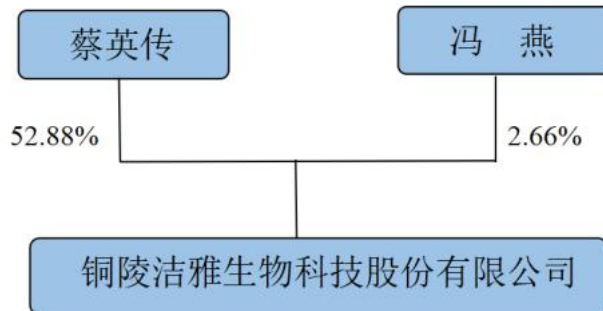 蔡英传
冯 燕
52.88%
2.66%
铜陵洁雅生物科技股份有限公司